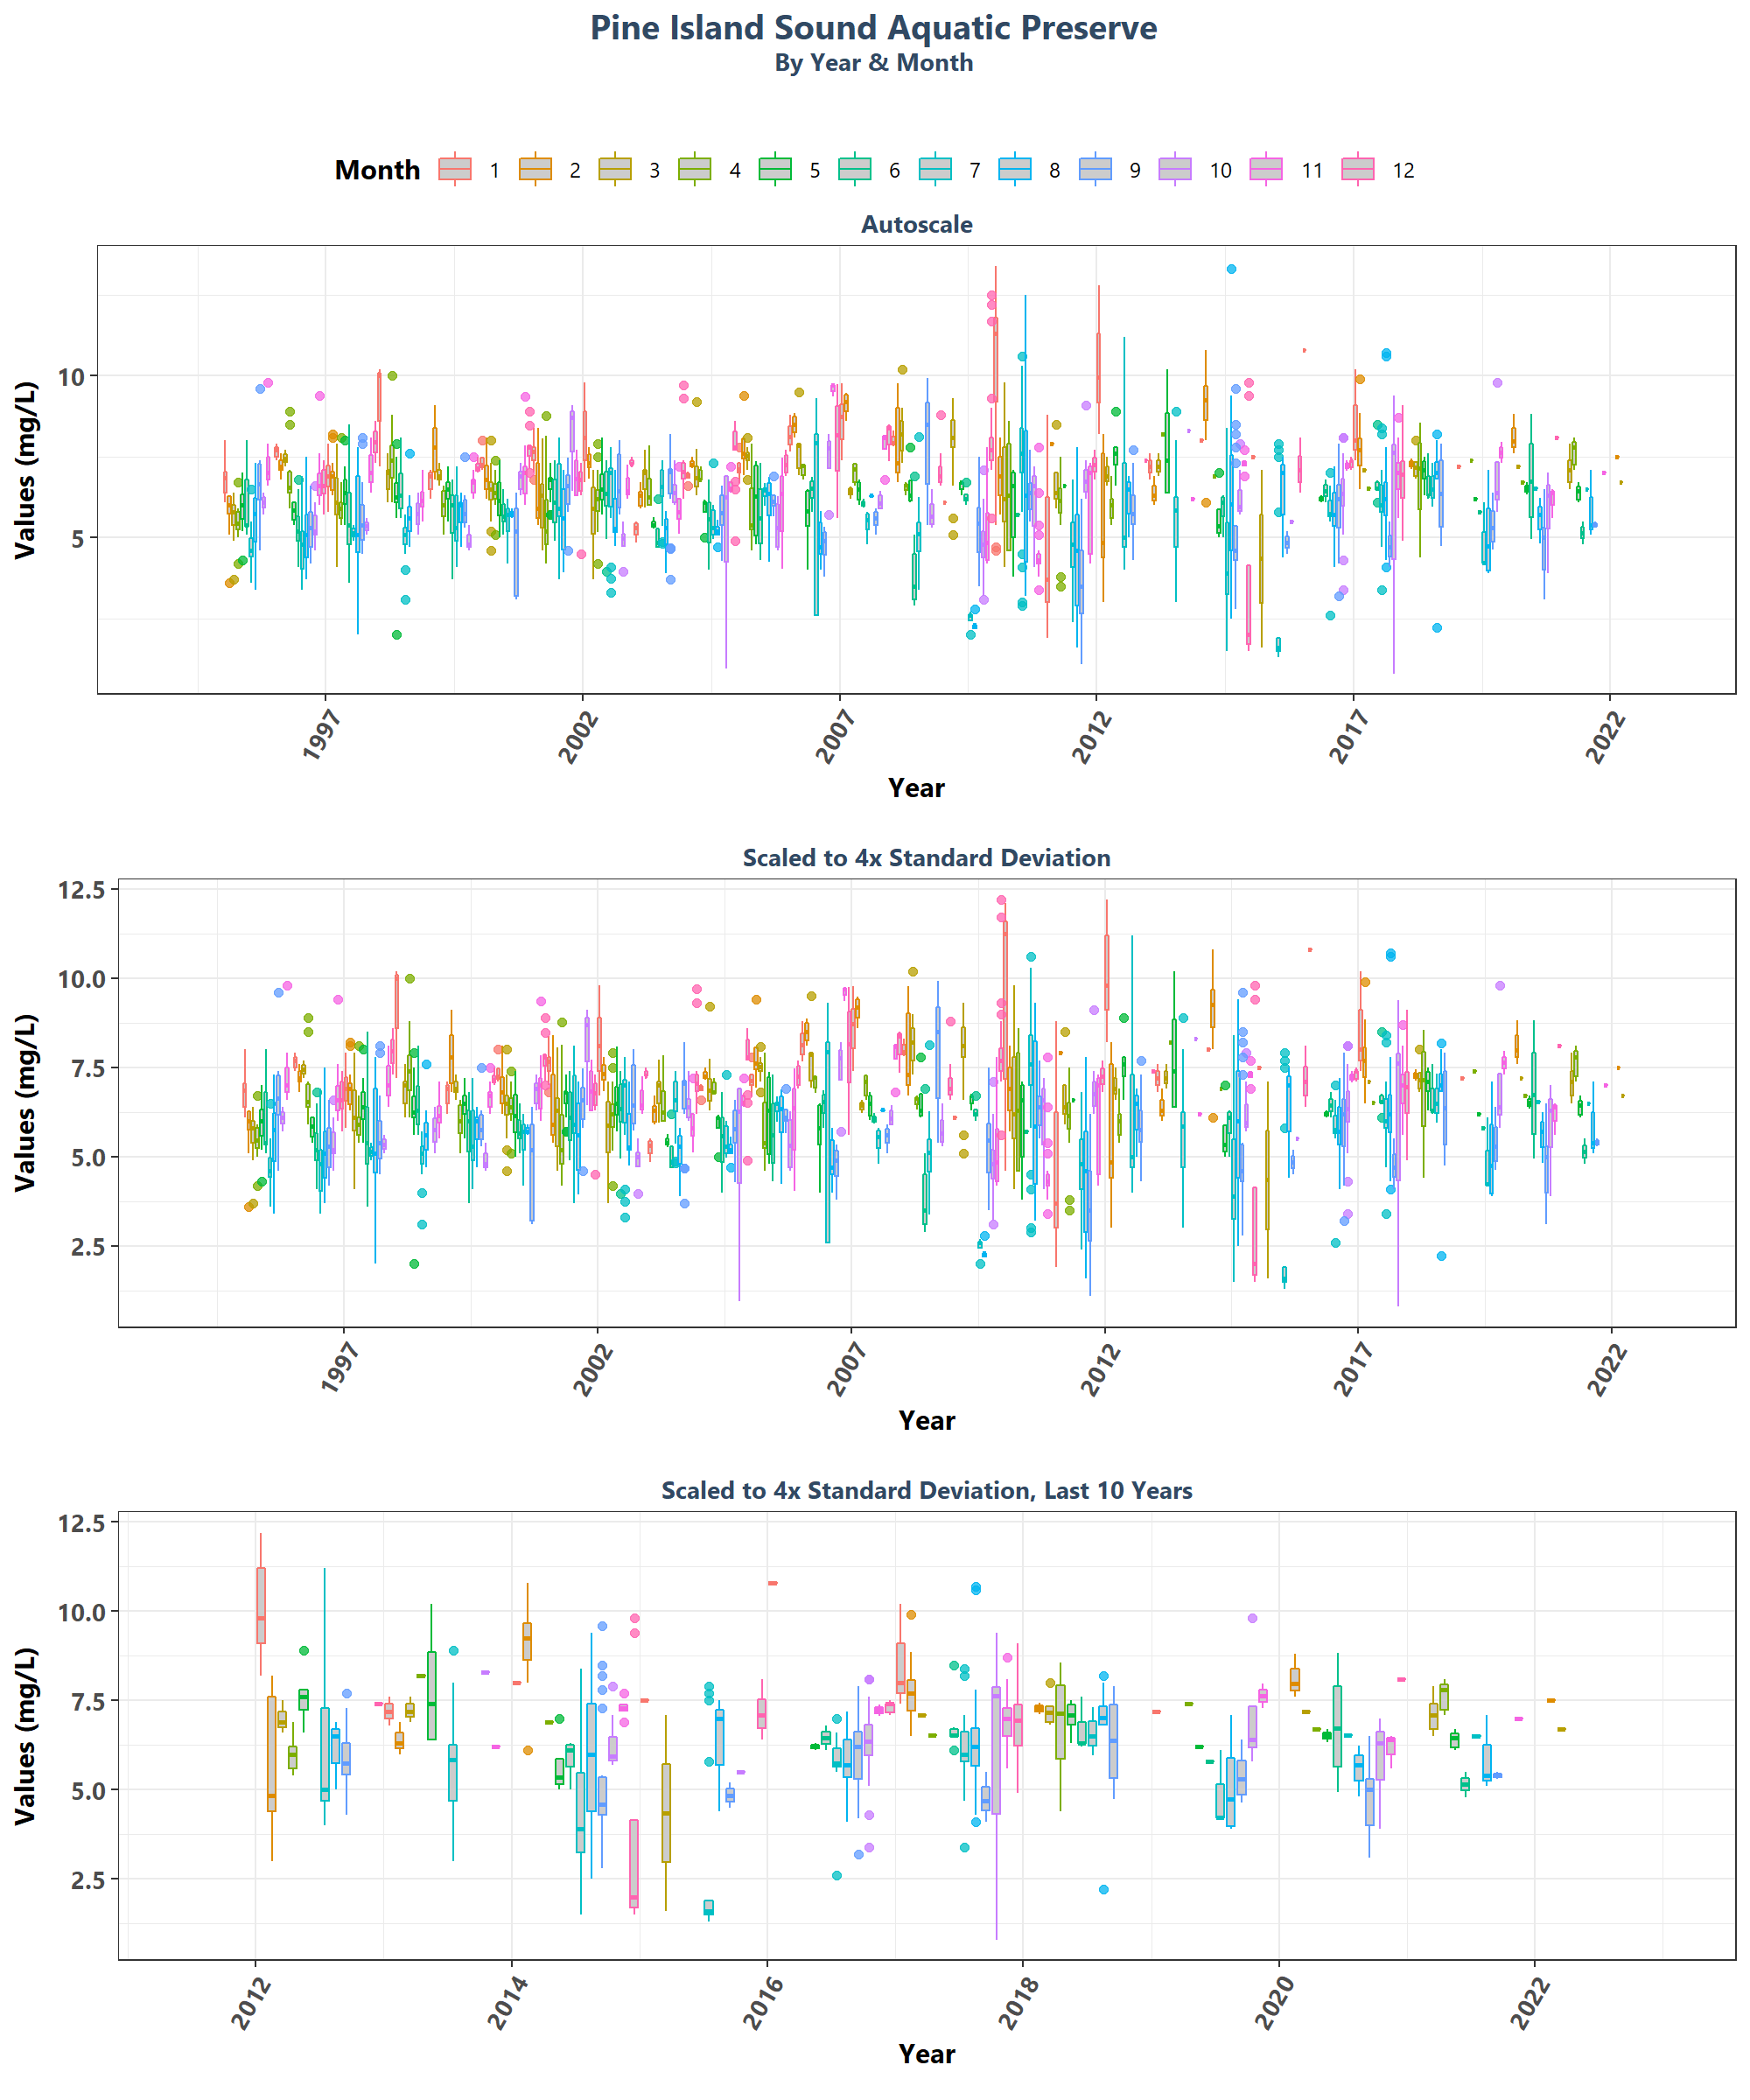 Pine Island Sound Aquatic Preserve
By Year & Month
Month 1 2 3 4 5 6 7 8 9 10 11 12
Autoscale
Values (mg/L)
10
5
1997 2002 2007 2012 2017 2022
Year
Scaled to 4x Standard Deviation
Values (mg/L)
12.5
10.0
7.5
5.0
2.5
1997 2002 2007 2012 2017 2022
Year
Scaled to 4x Standard Deviation, Last 10 Years
Values (mg/L)
12.5
10.0
7.5
5.0
2.5
2012 2014 2016 2018 2020 2022
Year